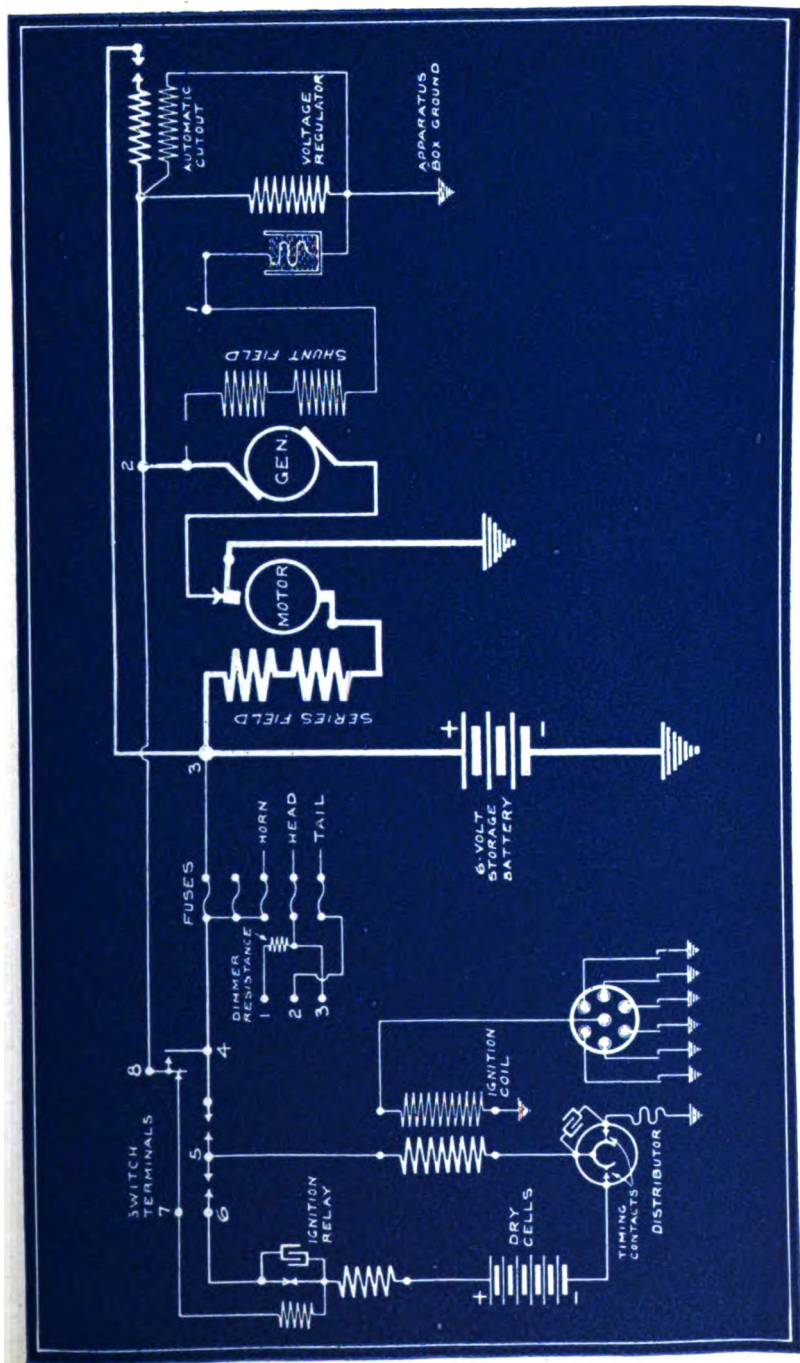 SWITCH
TERMINALS
7
8
2
6
5
4
3
FUSES
AUTOMATIC
CUTOUT
1
DIMMER
RESISTANCE
1
2
3
HORN
HEAD
TAIL
SERIES FIELD
MOTOR
GEN.
SHUNT FIELD
VOLTAGE
REGULATOR
IGNITION
RELAY
IGNITION
COIL
APPARATUS
BOX GROUND
+
DRY
CELLS
-
+
6-VOLT
STORAGE
BATTERY
-
TIMING
CONTACTS
DISTRIBUTOR